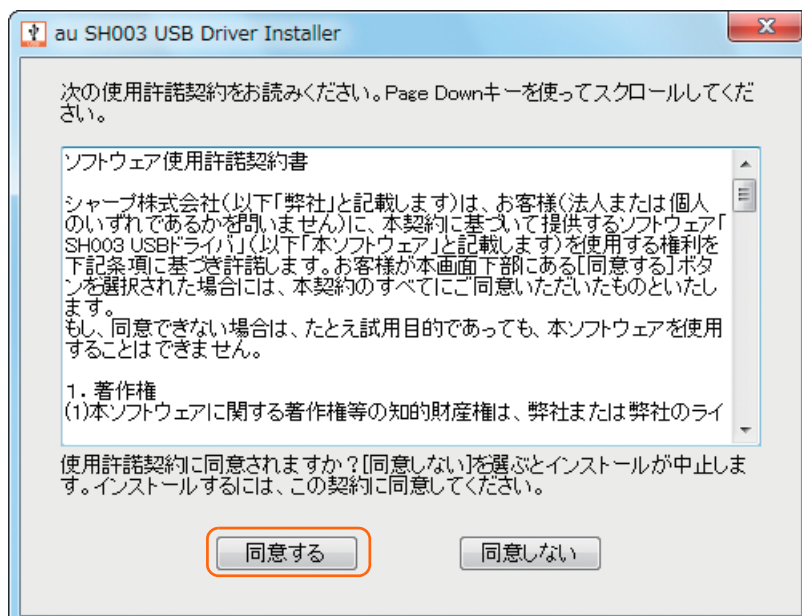 au SH003 USB Driver Installer
次の使用許諾契約をお読みください。Page Downキーを使ってスクロールしてくだ
さい。
ソフトウェア使用許諾契約書
シャープ株式会社(以下「弊社」と記載します)は、お客様(法人または個人
のいずれであるかを問いません)に、本契約に基づいて提供するソフトウェア「
SH003 USBドライバ」(以下「本ソフトウェア」と記載します)を使用する権利を
下記条項に基づき許諾します。お客様が本画面下部にある[同意する]ボタ
ンを選択された場合には、本契約のすべてにご同意いただいたものといたし
ます。
もし、同意できない場合は、たとえ試用目的であっても、本ソフトウェアを使用
することはできません。
1. 著作権
(1)本ソフトウェアに関する著作権等の知的財産権は、弊社または弊社のライ
使用許諾契約に同意されますか?[同意しない]を選ぶとインストールが中止しま
す。インストールするには、この契約に同意してください。
同意する
同意しない